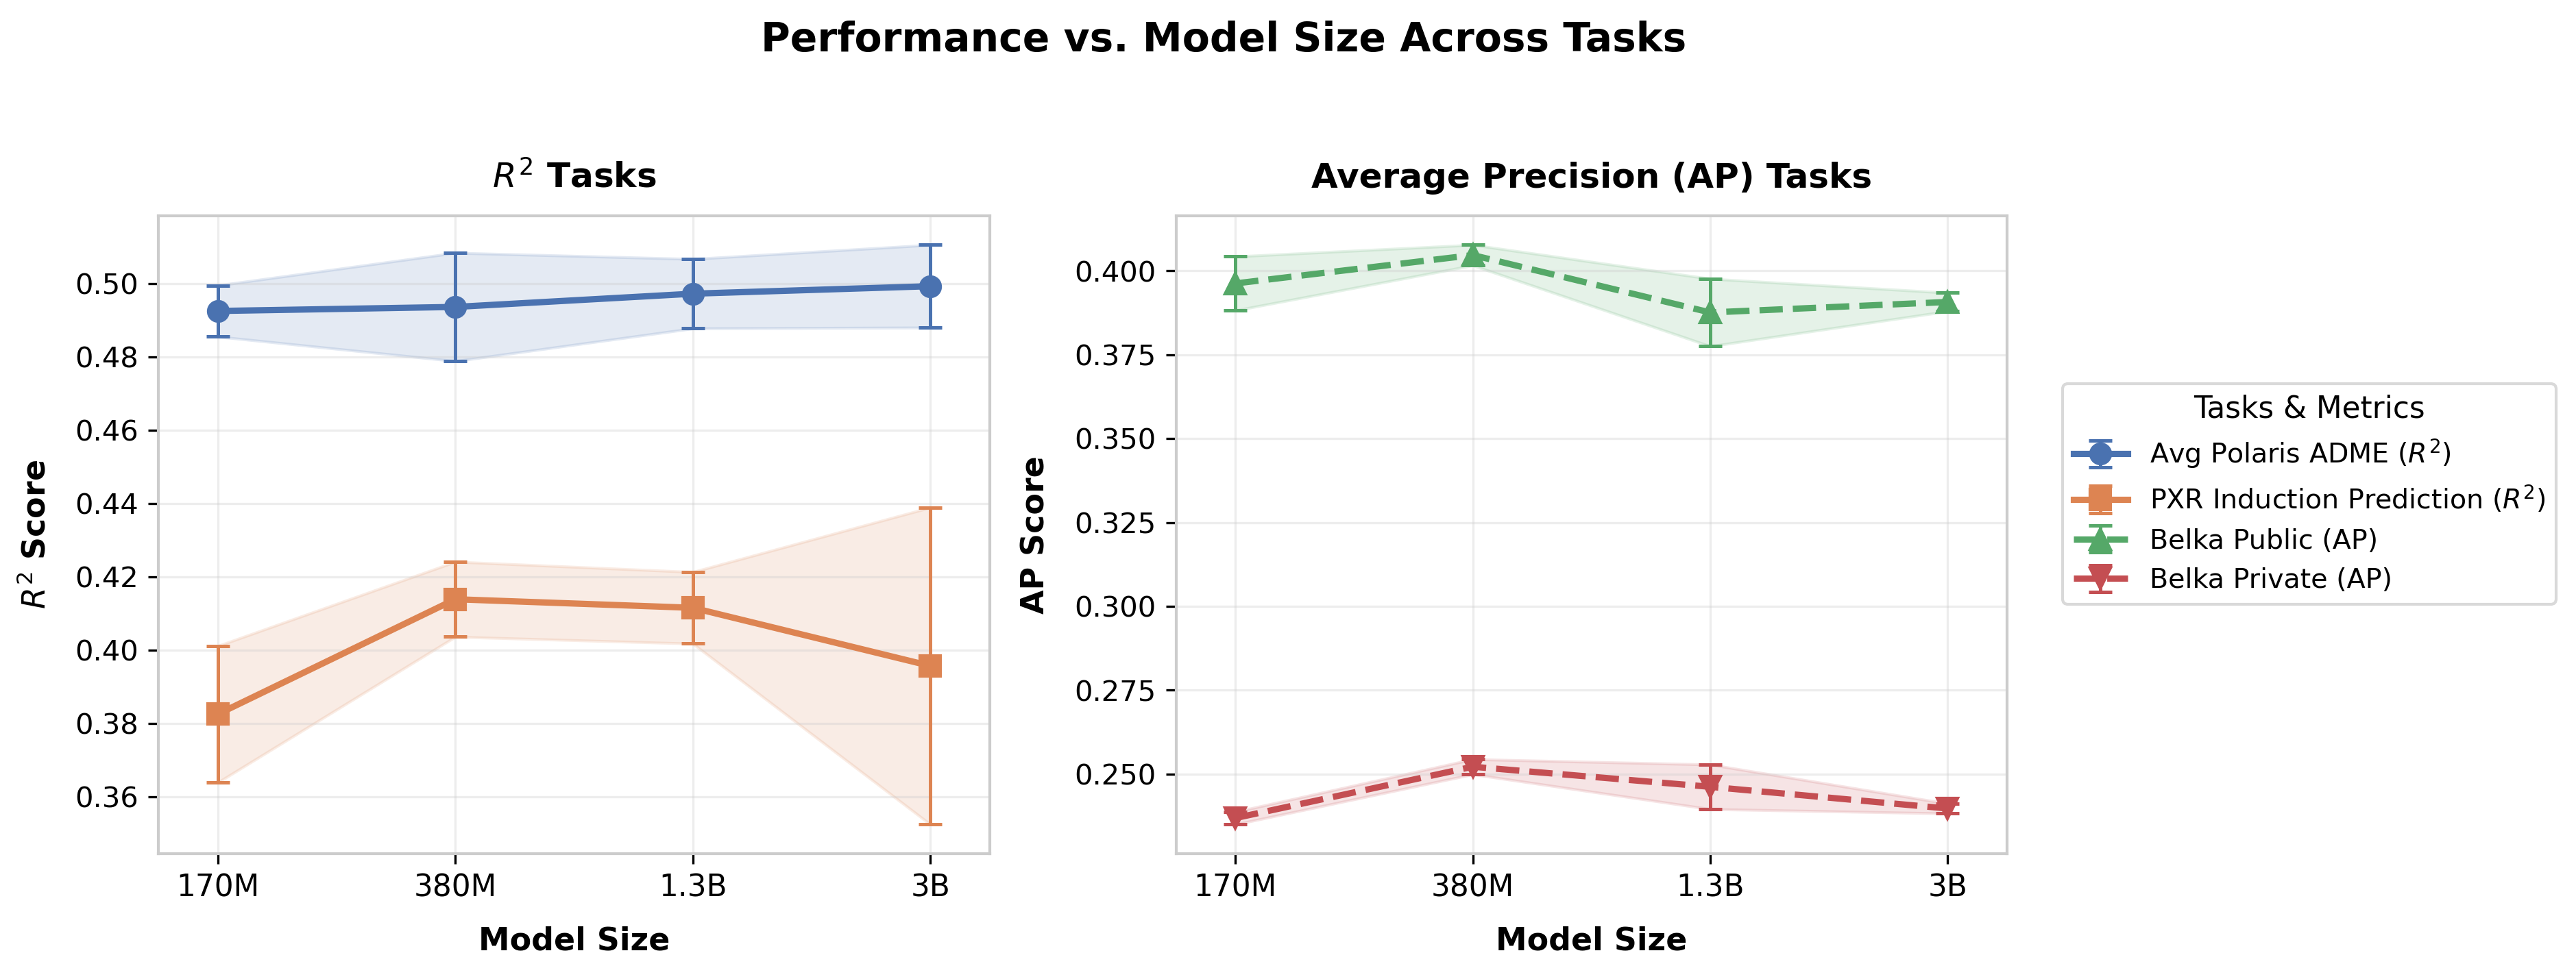 Performance vs. Model Size Across Tasks
R² Tasks
R² Score
0.50
0.48
0.46
0.44
0.42
0.40
0.38
0.36
170M 380M 1.3B 3B
Model Size
Average Precision (AP) Tasks
AP Score
0.400
0.375
0.350
0.325
0.300
0.275
0.250
170M 380M 1.3B 3B
Model Size
Tasks & Metrics
Avg Polaris ADME (R²)
PXR Induction Prediction (R²)
Belka Public (AP)
Belka Private (AP)